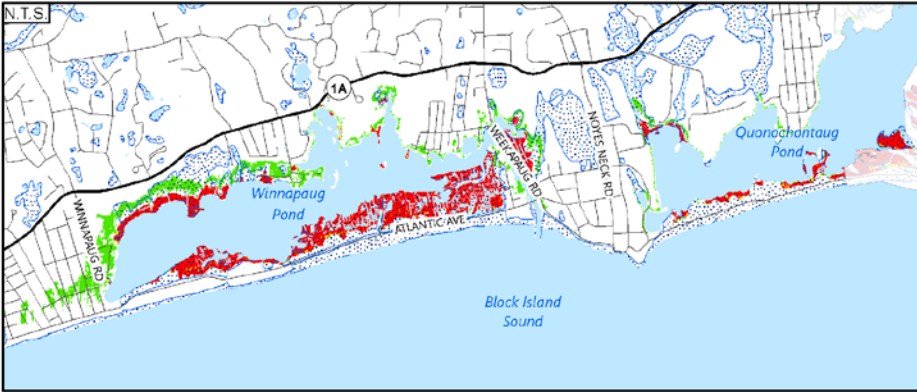 N.T.S.
1A
WINNAPAUG RD
Winnapaug
Pond
ATLANTIC AVE
WEEKAPAUG RD
NOYES NECK RD
Quonochontaug
Pond
Block Island
Sound